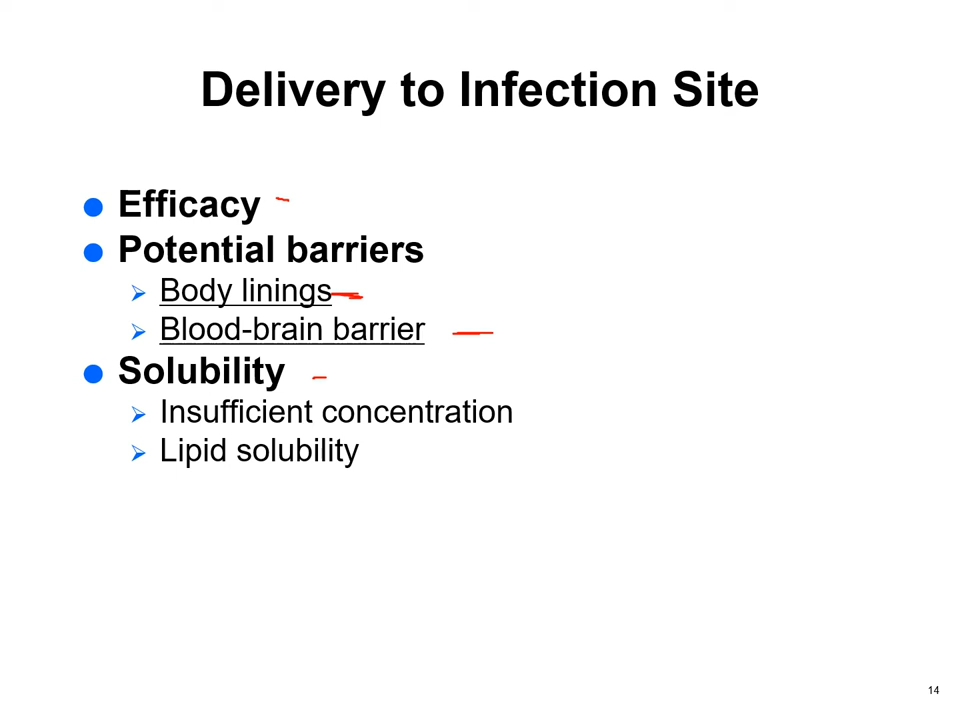 Delivery to Infection Site
Efficacy
Potential barriers
Body linings
Blood-brain barrier
Solubility
Insufficient concentration
Lipid solubility
14